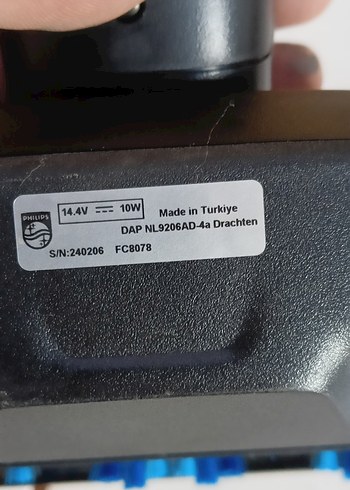 PHILIPS
14.4V 10W
Made in Turkiye
DAP NL9206AD-4a Drachten
S/N:240206 FC8078